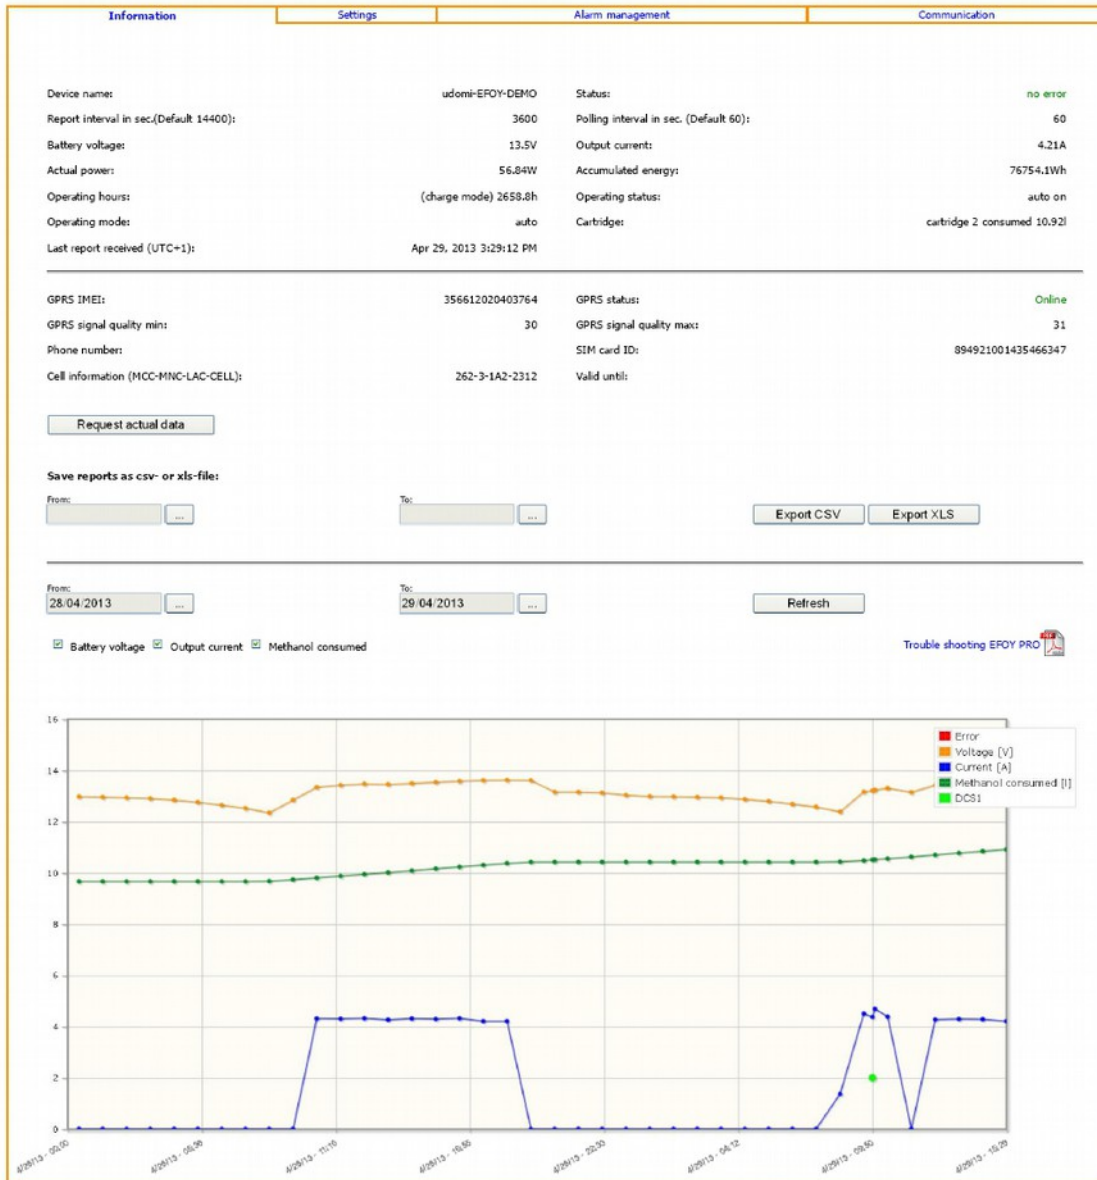 Information Settings Alarm management Communication
Device name: udomi-EFOY-DEMO Status: no error
Report interval in sec.(Default 14400): 3600 Polling interval in sec. (Default 60): 60
Battery voltage: 13.5V Output current: 4.21A
Actual power: 56.84W Accumulated energy: 76754.1Wh
Operating hours: (charge mode) 2658.8h Operating status: auto on
Operating mode: auto Cartridge: cartridge 2 consumed 10.92l
Last report received (UTC+1): Apr 29, 2013 3:29:12 PM
GPRS IMEI: 356612020403764 GPRS status: Online
GPRS signal quality min: 30 GPRS signal quality max: 31
Phone number: SIM card ID: 894921001435466347
Cell information (MCC-MNC-LAC-CELL): 262-3-1A2-2312 Valid until:
Request actual data
Save reports as csv- or xls-file:
From: To:
... ... Export CSV Export XLS
From: To:
28/04/2013 ... 29/04/2013 ... Refresh
Battery voltage Output current Methanol consumed Trouble shooting EFOY PRO
16
Error
Voltage [V]
Current [A]
Methanol consumed [l]
DCS1
14
12
10
8
6
4
2
0